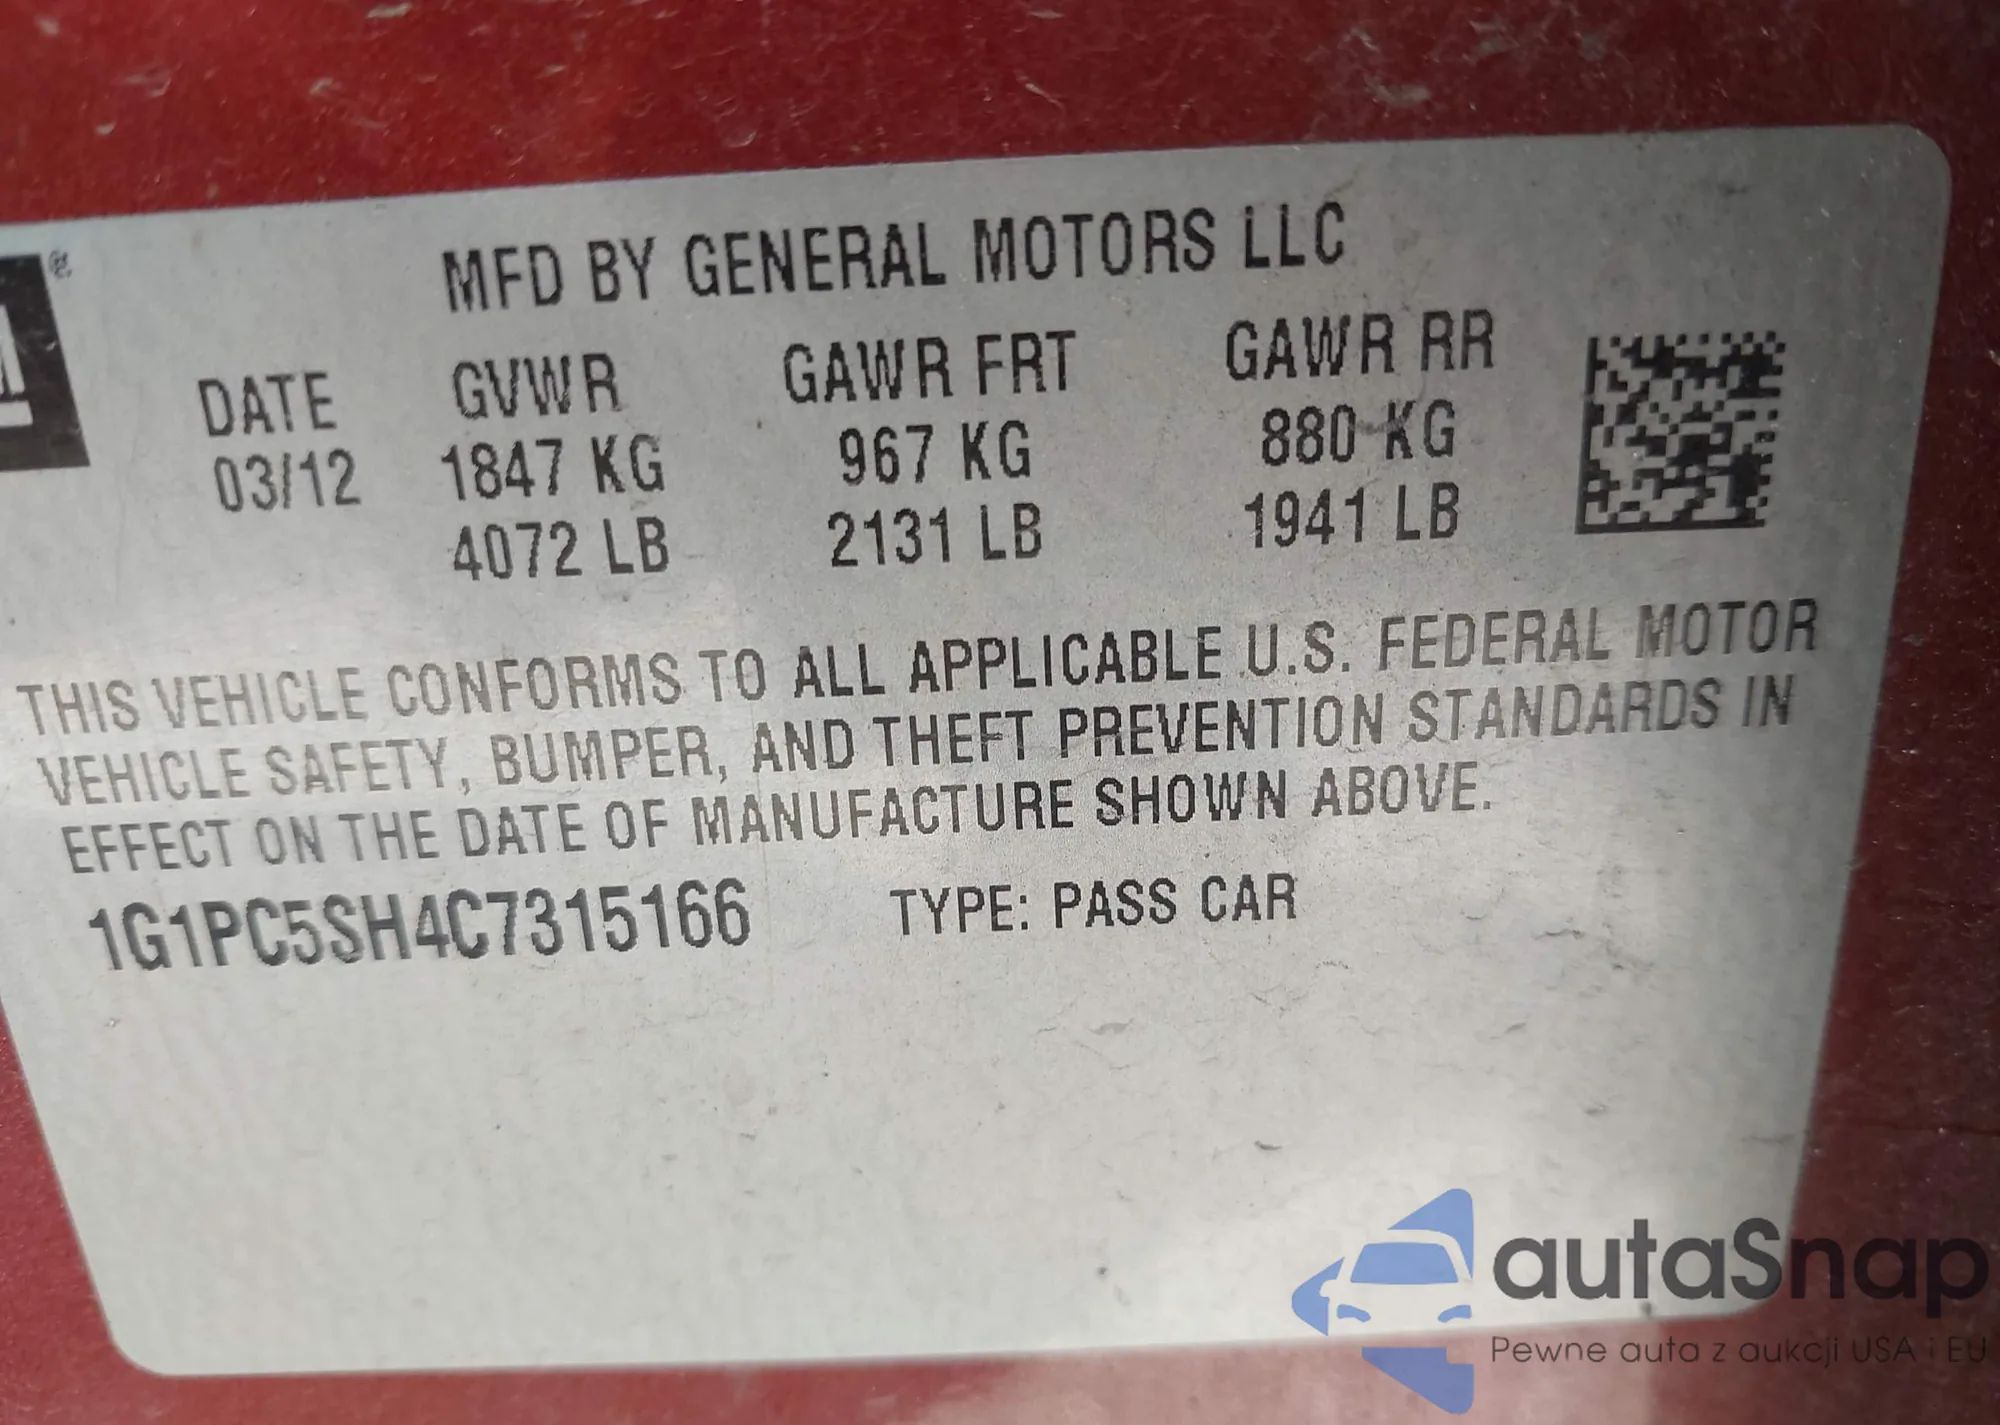 ®
MFD BY GENERAL MOTORS LLC
DATE GVWR GAWR FRT GAWR RR
03/12 1847 KG 967 KG 880 KG
4072 LB 2131 LB 1941 LB
THIS VEHICLE CONFORMS TO ALL APPLICABLE U.S. FEDERAL MOTOR
VEHICLE SAFETY, BUMPER, AND THEFT PREVENTION STANDARDS IN
EFFECT ON THE DATE OF MANUFACTURE SHOWN ABOVE.
1G1PC5SH4C7315166 TYPE: PASS CAR
autaSnap
Pewne auta z aukcji USA i EU